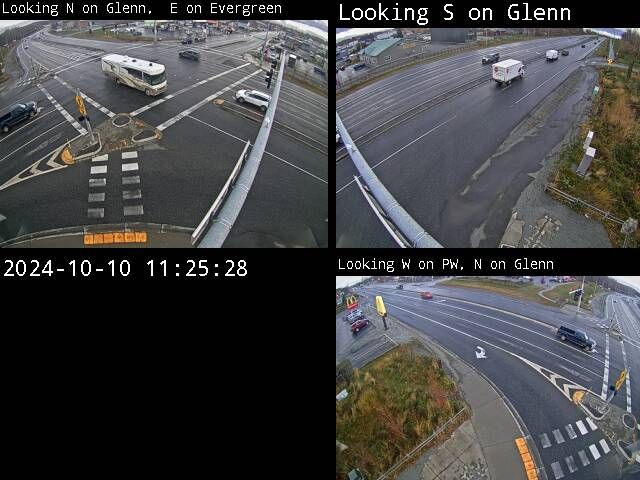 Looking N on Glenn, E on Evergreen
Looking S on Glenn
2024-10-10 11:25:28
Looking W on PW, N on Glenn